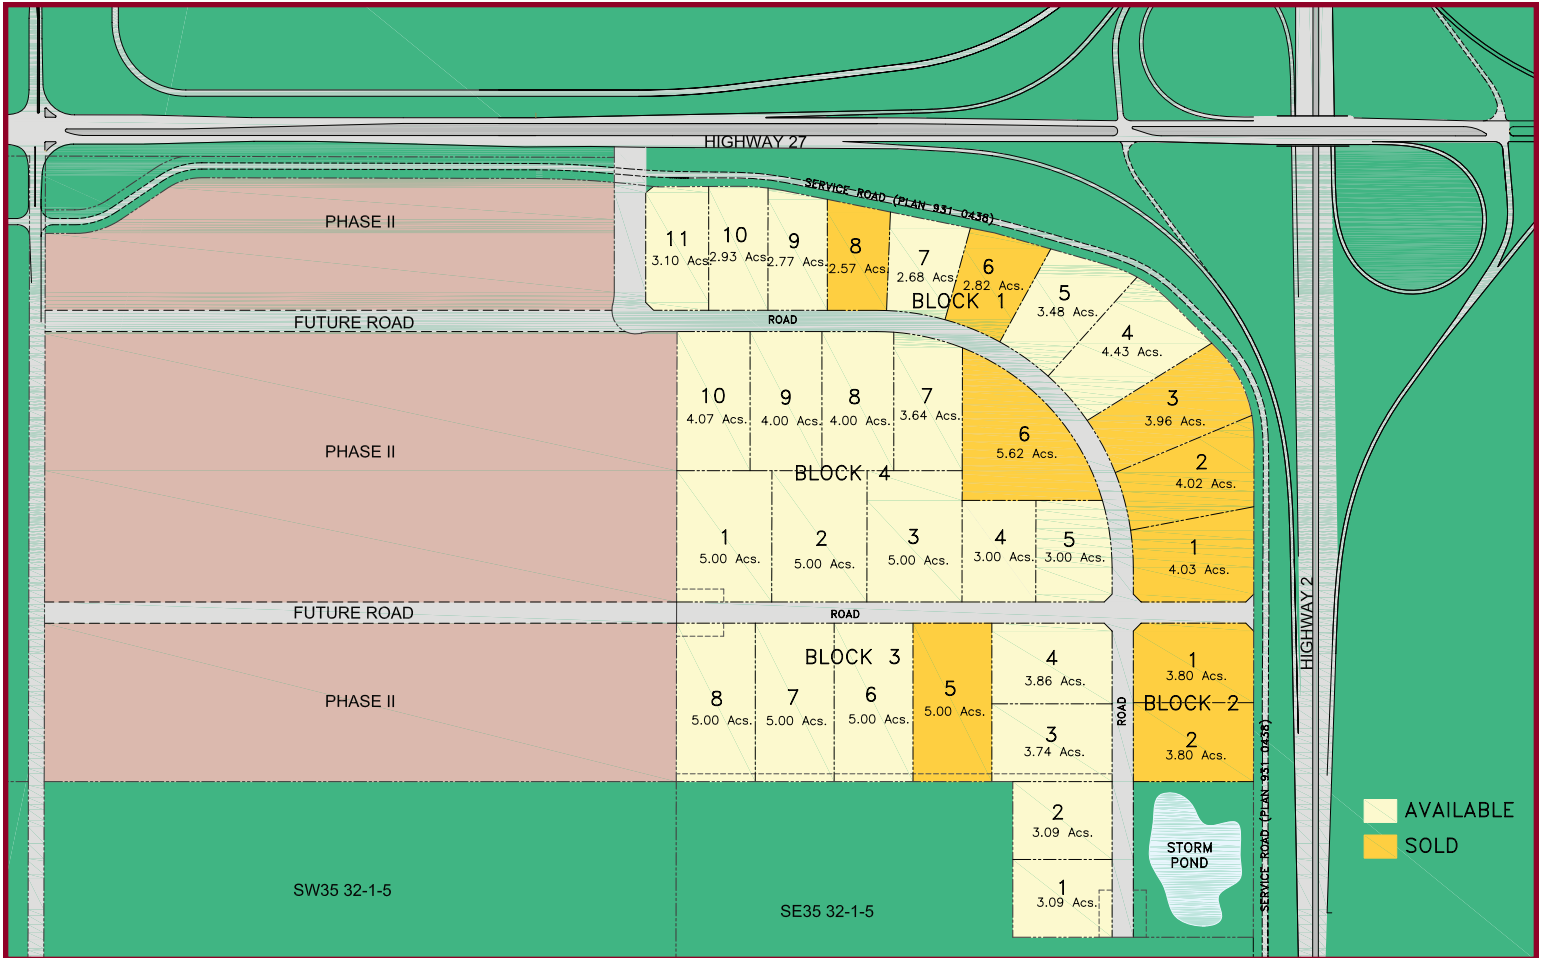 HIGHWAY 27
SERVICE ROAD (PLAN 931 0438)
PHASE II
11
3.10 Acs.
10
2.93 Acs.
9
2.77 Acs.
8
2.57 Acs.
7
2.68 Acs.
6
2.82 Acs.
BLOCK 1
5
3.48 Acs.
4
4.43 Acs.
3
3.96 Acs.
2
4.02 Acs.
1
4.03 Acs.
FUTURE ROAD
ROAD
PHASE II
10
4.07 Acs.
9
4.00 Acs.
8
4.00 Acs.
7
3.64 Acs.
6
5.62 Acs.
BLOCK 4
1
5.00 Acs.
2
5.00 Acs.
3
5.00 Acs.
4
3.00 Acs.
5
3.00 Acs.
FUTURE ROAD
ROAD
HIGHWAY 2
PHASE II
BLOCK 3
8
5.00 Acs.
7
5.00 Acs.
6
5.00 Acs.
5
5.00 Acs.
4
3.86 Acs.
3
3.74 Acs.
ROAD
1
3.80 Acs.
BLOCK 2
2
3.80 Acs.
2
3.09 Acs.
1
3.09 Acs.
STORM
POND
SERVICE ROAD (PLAN 931 0438)
AVAILABLE
SOLD
SW35 32-1-5
SE35 32-1-5